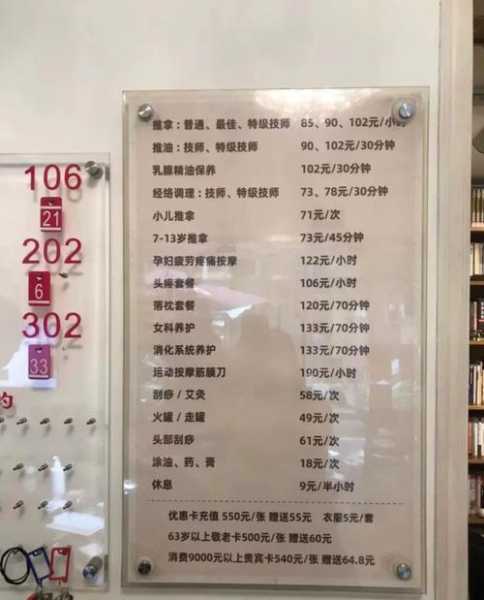 106
21
202
6
302
33
约
推拿：普通、最佳、特级技师 85、90、102元/小时
推油：技师、特级技师 90、102元/30分钟
乳腺精油保养 102元/30分钟
经络调理：技师、特级技师 73、78元/30分钟
小儿推拿 71元/次
7-13岁推拿 73元/45分钟
孕妇疲劳疼痛按摩 122元/小时
头疼套餐 106元/小时
落枕套餐 120元/70分钟
女科养护 133元/70分钟
消化系统养护 133元/70分钟
运动按摩筋膜刀 190元/小时
刮痧 / 艾灸 58元/次
火罐 / 走罐 49元/次
头部刮痧 61元/次
涂油、药、膏 18元/次
休息 9元/半小时
优惠卡充值 550元/张 赠送55元 衣服5元/套
63岁以上敬老卡500元/张 赠送60元
消费9000元以上贵宾卡540元/张 赠送64.8元